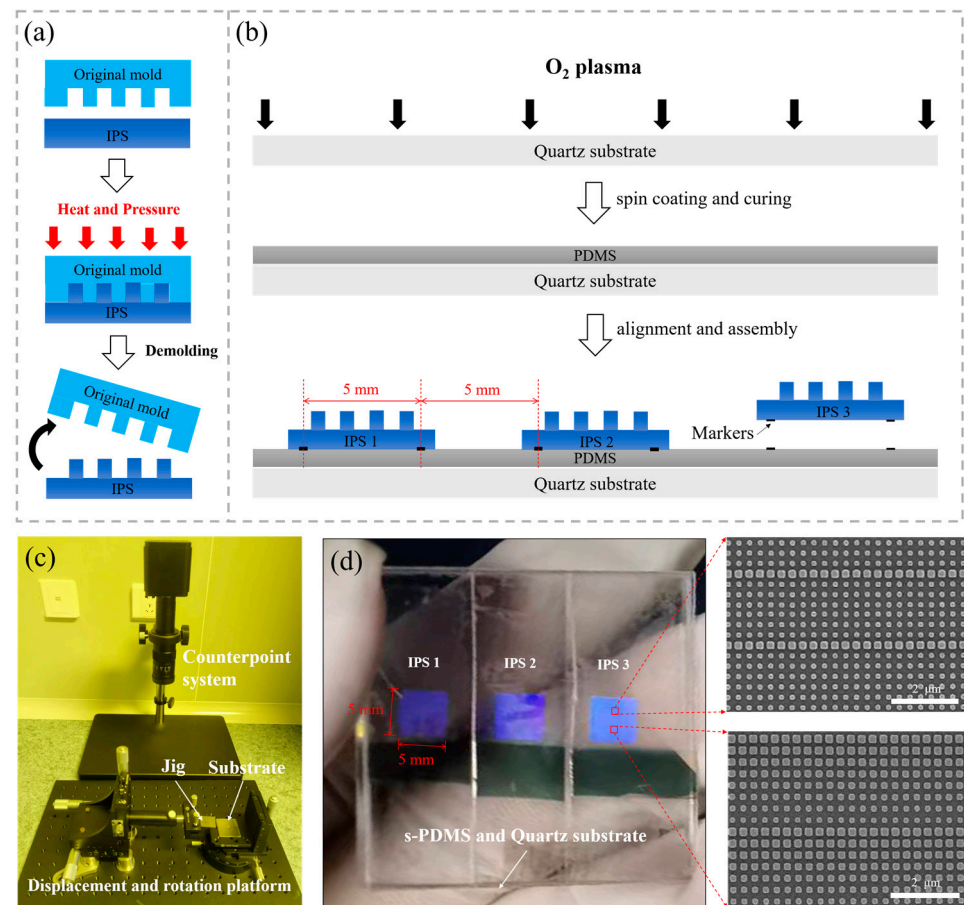 (a)
Original mold
IPS
Heat and Pressure
Original mold
IPS
Demolding
Original mold
IPS
(b)
O₂ plasma
Quartz substrate
spin coating and curing
PDMS
Quartz substrate
alignment and assembly
5 mm
5 mm
IPS 1
IPS 2
IPS 3
Markers
PDMS
Quartz substrate
(c)
Counterpoint
system
Jig
Substrate
Displacement and rotation platform
(d)
IPS 1
IPS 2
IPS 3
5 mm
5 mm
s-PDMS and Quartz substrate
2 μm
2 μm